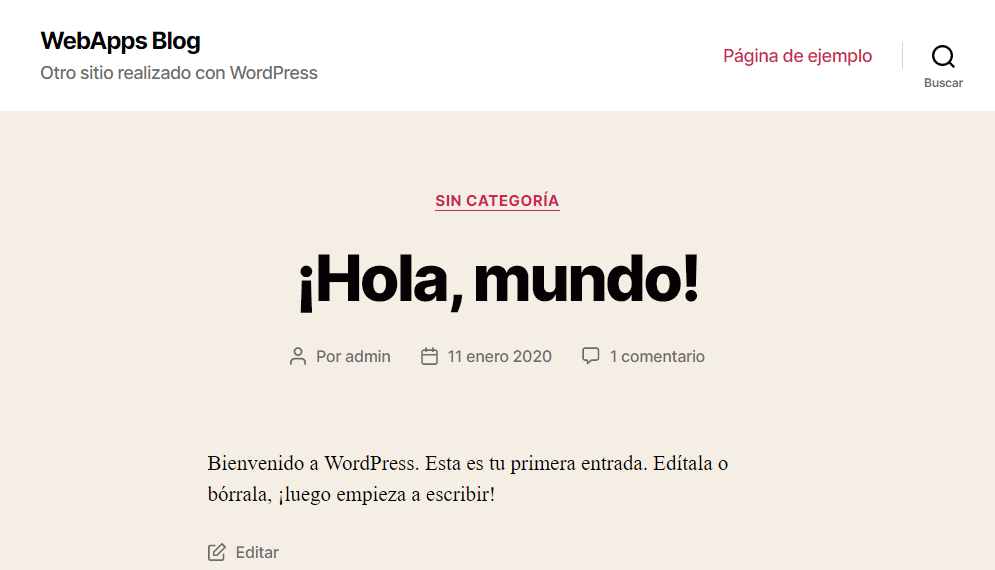 WebApps Blog
Otro sitio realizado con WordPress
Página de ejemplo
Buscar
SIN CATEGORÍA
¡Hola, mundo!
Por admin 11 enero 2020 1 comentario
Bienvenido a WordPress. Esta es tu primera entrada. Edítala o
bórrala, ¡luego empieza a escribir!
Editar